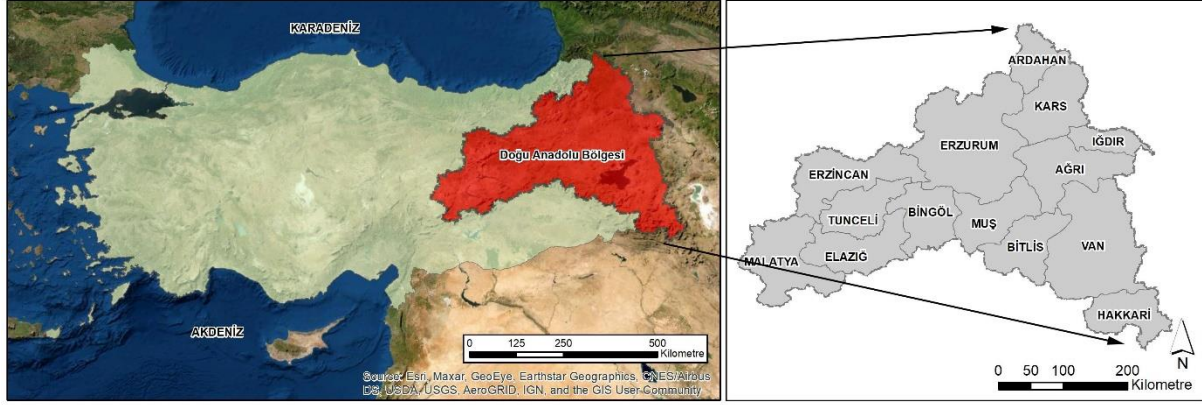 KARADENİZ
Doğu Anadolu Bölgesi
AKDENİZ
0 125 250 500
Kilometre
Source: Esri, Maxar, GeoEye, Earthstar Geographics, CNES/Airbus
DS, USDA, USGS, AeroGRID, IGN, and the GIS User Community
ARDAHAN
KARS
IĞDIR
ERZURUM
AĞRI
ERZİNCAN
TUNCELİ
BİNGÖL
MUŞ
BİTLİS
VAN
MALATYA
ELAZIĞ
HAKKARİ
N
0 50 100 200
Kilometre